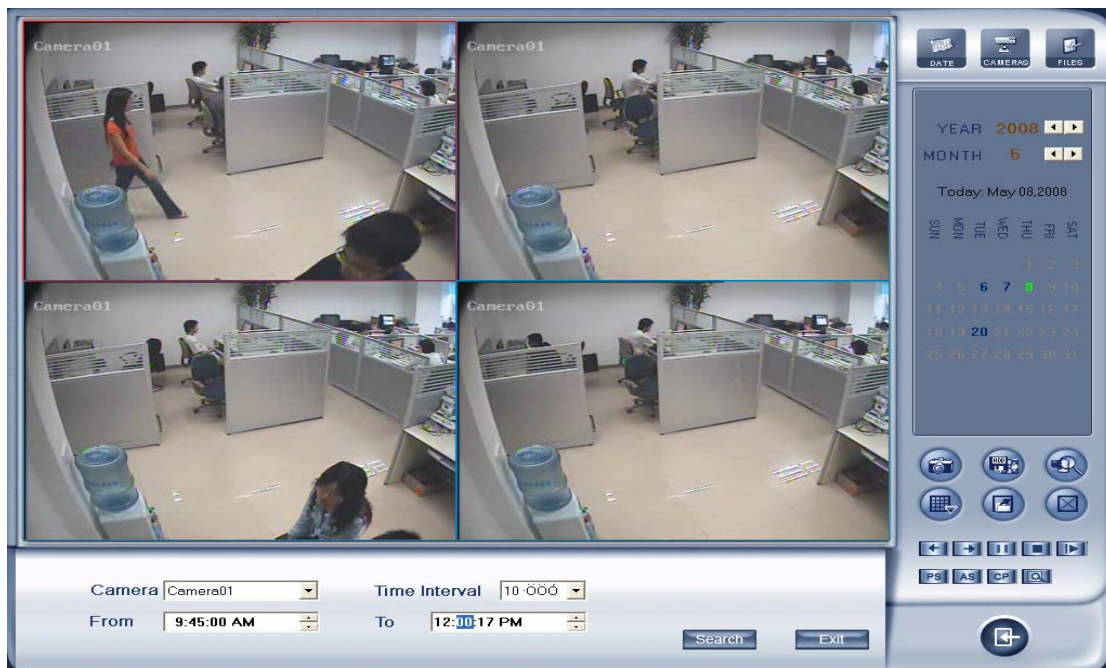 Camera01
Camera01
Camera01
Camera01
DATE
CAMERAS
FILES
YEAR 2008
MONTH 5
Today: May 08,2008
SUN MON TUE WED THU FRI SAT
1 2 3
4 5 6 7 8 9 10
11 12 13 14 15 16 17
18 19 20 21 22 23 24
25 26 27 28 29 30 31
HDD
PS AS CP
Camera Camera01
Time Interval 10·ÖÖÓ
From 9:45:00 AM
To 12:00:17 PM
Search
Exit